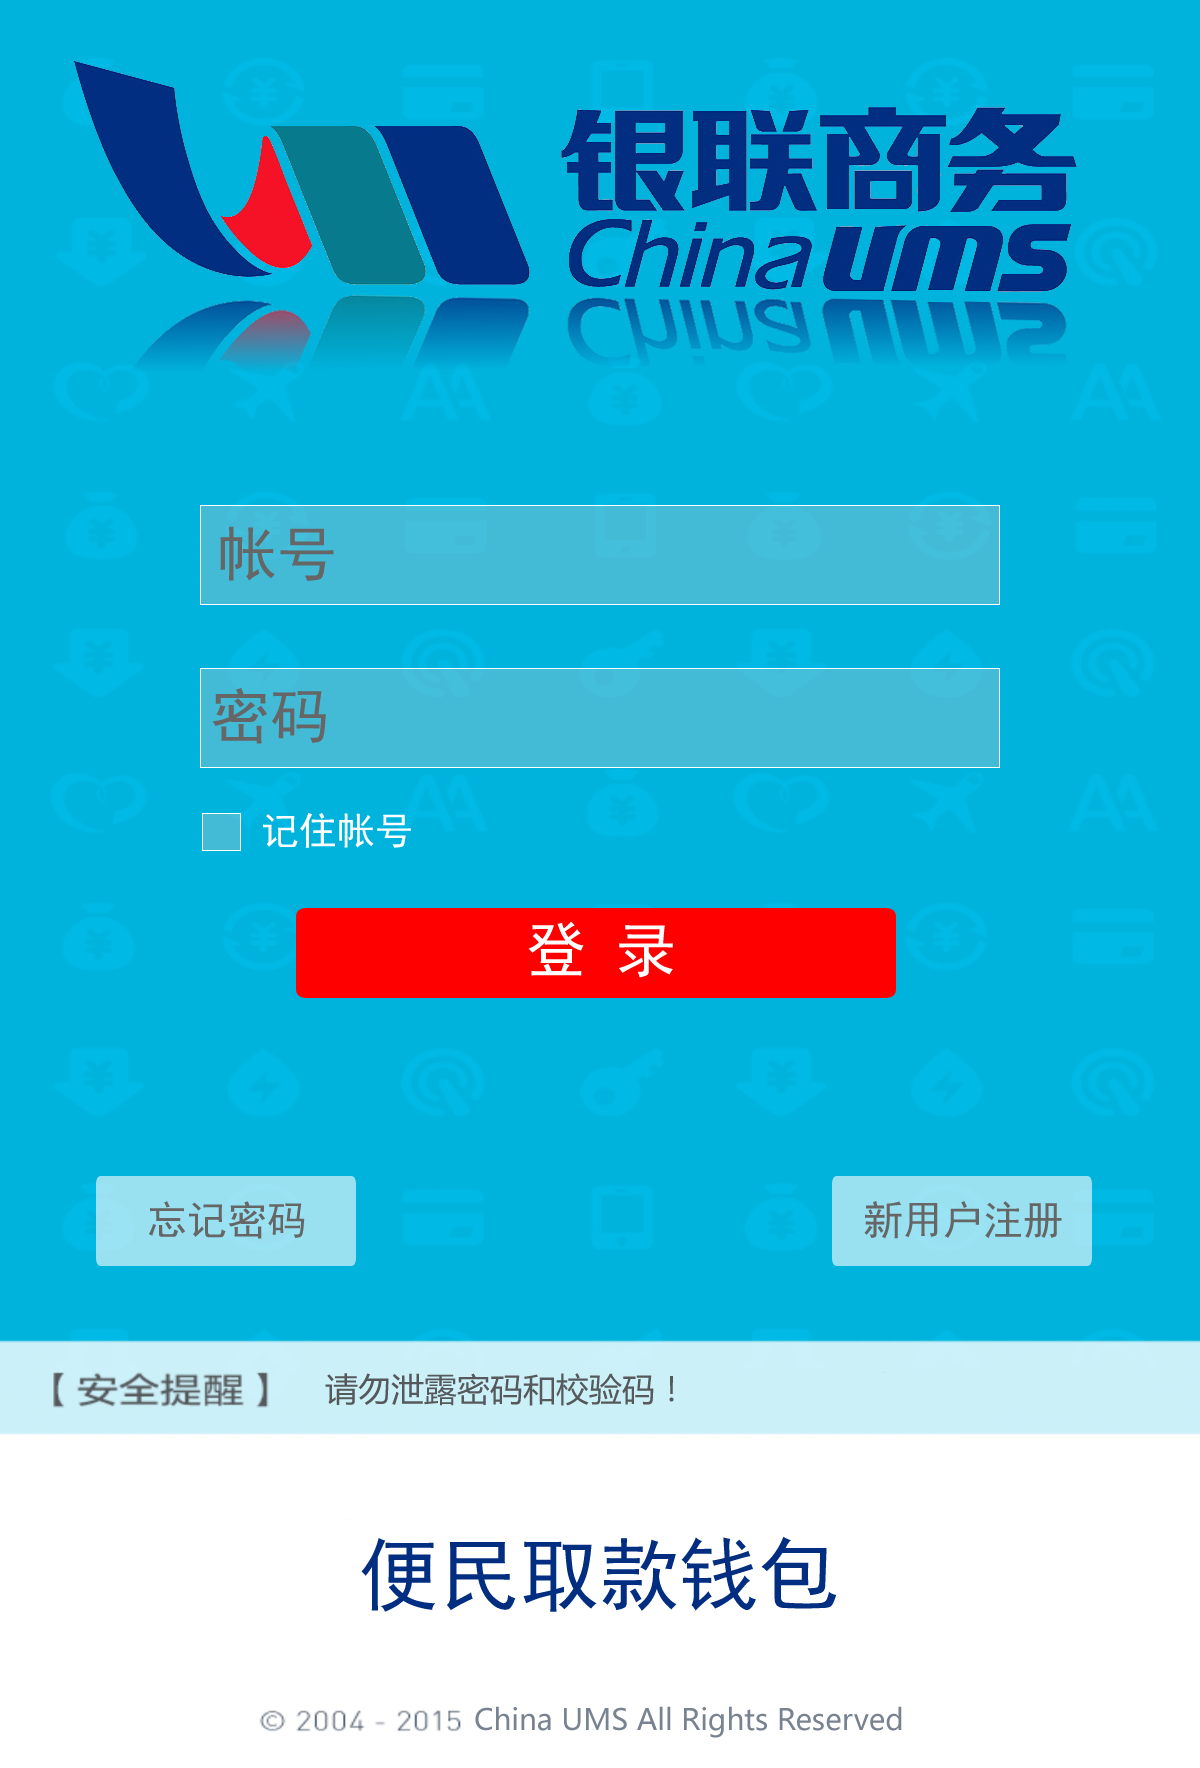 银联商务
China ums
帐号
密码
记住帐号
登 录
忘记密码
新用户注册
【安全提醒】 请勿泄露密码和校验码！
便民取款钱包
© 2004 - 2015 China UMS All Rights Reserved